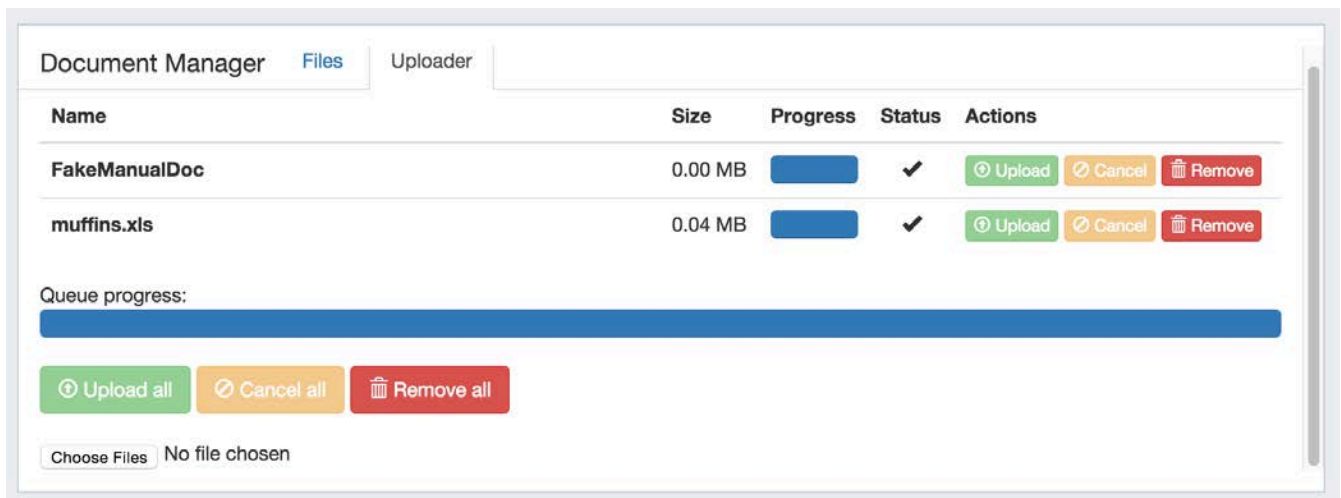 Document Manager Files Uploader
Name Size Progress Status Actions
FakeManualDoc 0.00 MB Upload Cancel Remove
muffins.xls 0.04 MB Upload Cancel Remove
Queue progress:
Upload all Cancel all Remove all
Choose Files No file chosen